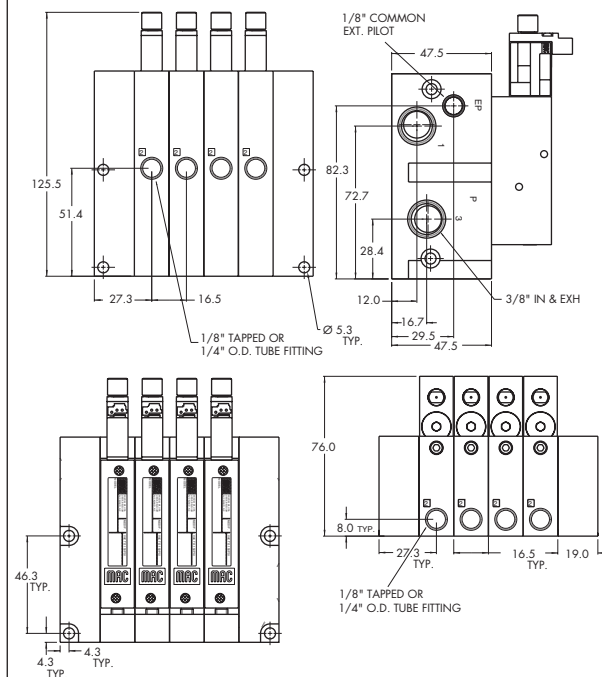 1/8" COMMON
EXT. PILOT
47.5
EP
1
P
3
125.5
51.4
2
2
2
2
82.3
72.7
28.4
27.3
16.5
12.0
16.7
29.5
47.5
3/8" IN & EXH
Ø 5.3
TYP.
1/8" TAPPED OR
1/4" O.D. TUBE FITTING
76.0
8.0 TYP.
2
2
2
2
27.3
TYP.
16.5
TYP.
19.0
MAC MAC MAC MAC
46.3
TYP.
4.3
TYP.
4.3
TYP
1/8" TAPPED OR
1/4" O.D. TUBE FITTING